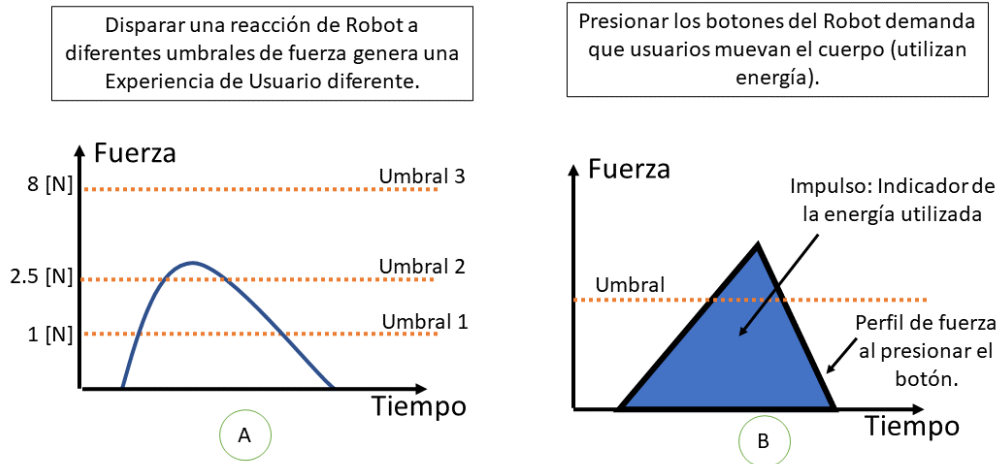 Disparar una reacción de Robot a
diferentes umbrales de fuerza genera una
Experiencia de Usuario diferente.
Fuerza
8 [N]
Umbral 3
2.5 [N]
Umbral 2
1 [N]
Umbral 1
Tiempo
A
Presionar los botones del Robot demanda
que usuarios muevan el cuerpo (utilizan
energía).
Fuerza
Impulso: Indicador de
la energía utilizada
Umbral
Perfil de fuerza
al presionar el
botón.
Tiempo
B